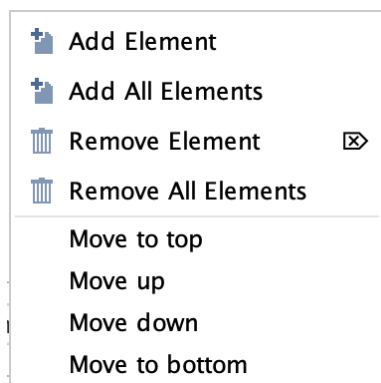 Add Element
Add All Elements
Remove Element ⌦
Remove All Elements
Move to top
Move up
Move down
Move to bottom